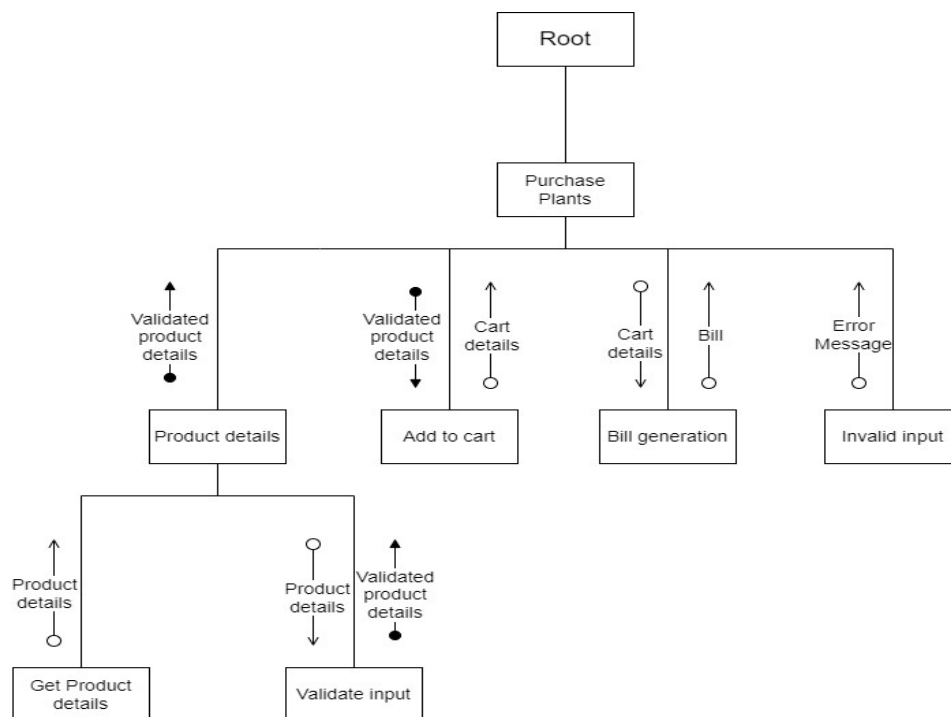 Root
Purchase
Plants
Validated
product
details
Validated
product
details
Cart
details
Cart
details
Bill
Error
Message
Product details
Add to cart
Bill generation
Invalid input
Product
details
Product
details
Validated
product
details
Get Product
details
Validate input